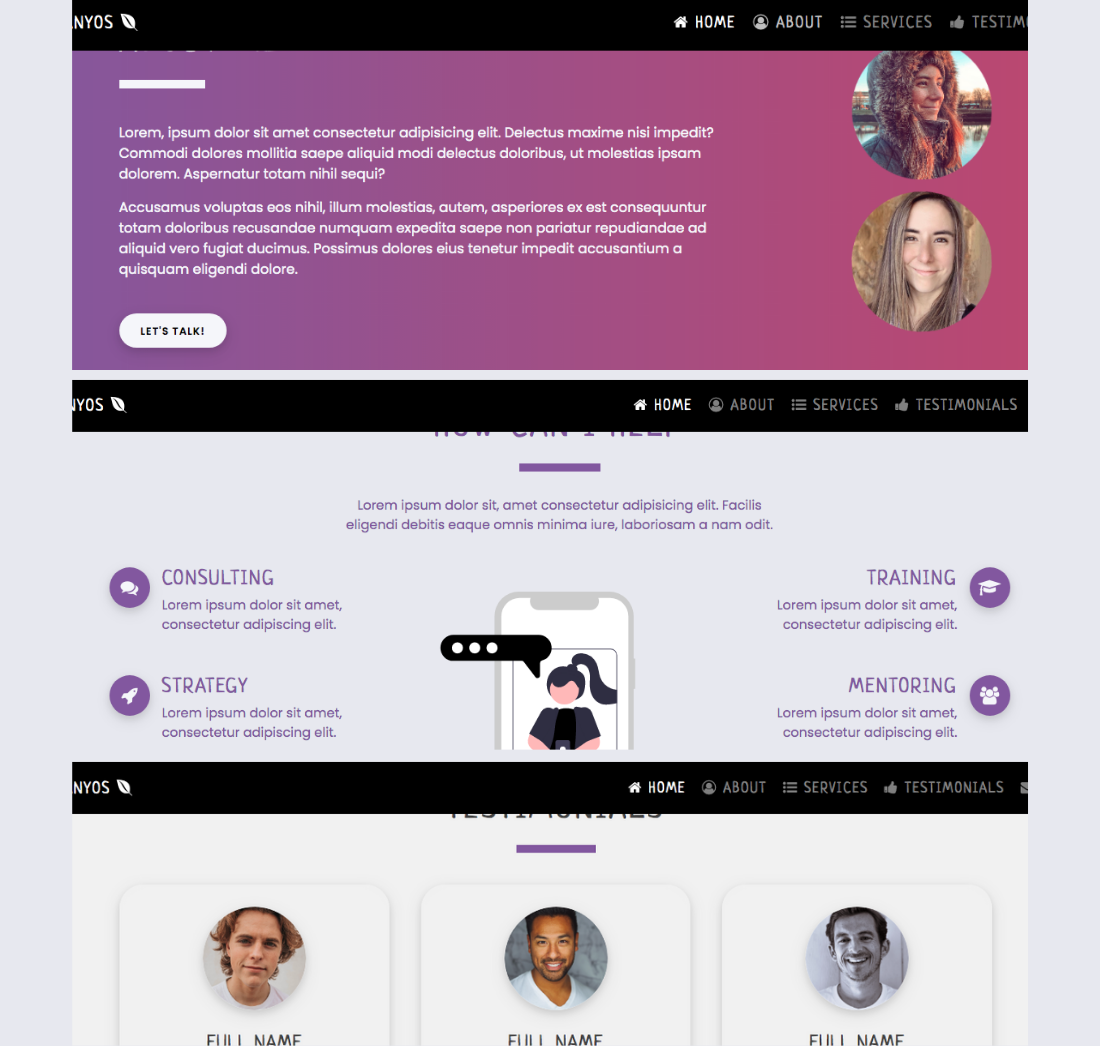 NYOS HOME ABOUT SERVICES
Lorem, ipsum dolor sit amet consectetur adipisicing elit. Delectus maxime nisi impedit?
Commodi dolores mollitia saepe aliquid modi delectus doloribus, ut molestias ipsam
dolorem. Aspernatur totam nihil sequi?
Accusamus voluptas eos nihil, illum molestias, autem, asperiores ex est consequuntur
totam doloribus recusandae numquam expedita saepe non pariatur repudiandae ad
aliquid vero fugiat ducimus. Possimus dolores eius tenetur impedit accusantium a
quisquam eligendi dolore.
LET'S TALK!
YOS HOME ABOUT SERVICES TESTIMONIALS
HOW CAN I HELP
Lorem ipsum dolor sit, amet consectetur adipisicing elit. Facilis
eligendi debitis eaque omnis minima iure, laboriosam a nam odit.
CONSULTING
Lorem ipsum dolor sit amet,
consectetur adipiscing elit.
TRAINING
Lorem ipsum dolor sit amet,
consectetur adipiscing elit.
STRATEGY
Lorem ipsum dolor sit amet,
consectetur adipiscing elit.
MENTORING
Lorem ipsum dolor sit amet,
consectetur adipiscing elit.
NYOS HOME ABOUT SERVICES TESTIMONIALS
TESTIMONIALS
FULL NAME
FULL NAME
FULL NAME